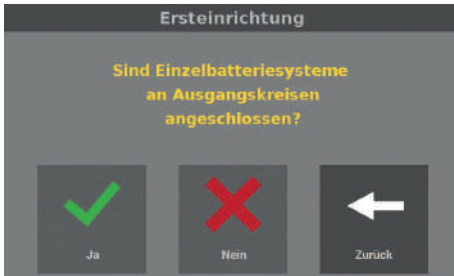 Ersteinrichtung
Sind Einzelbatteriesysteme
an Ausgangskreisen
angeschlossen?
Ja
Nein
Zurück